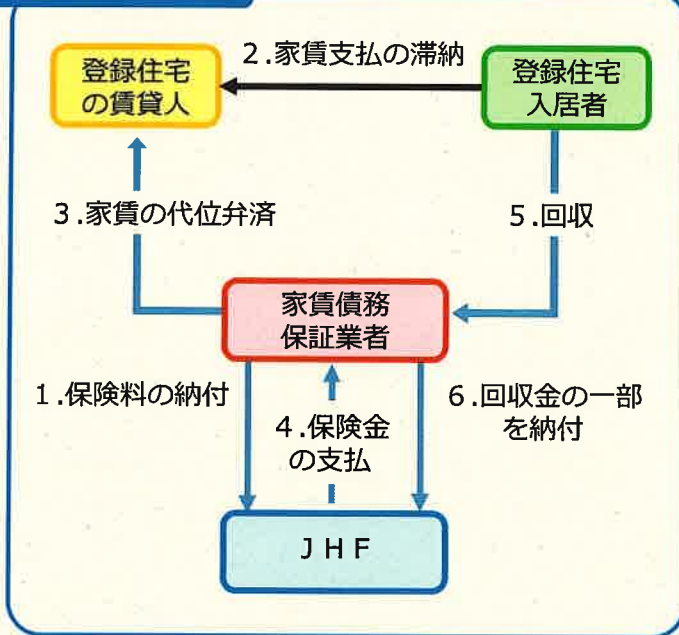 2.家賃支払の滞納
登録住宅
の賃貸人
登録住宅
入居者
3.家賃の代位弁済
5.回収
家賃債務
保証業者
1.保険料の納付
4.保険金
の支払
6.回収金の一部
を納付
JHF